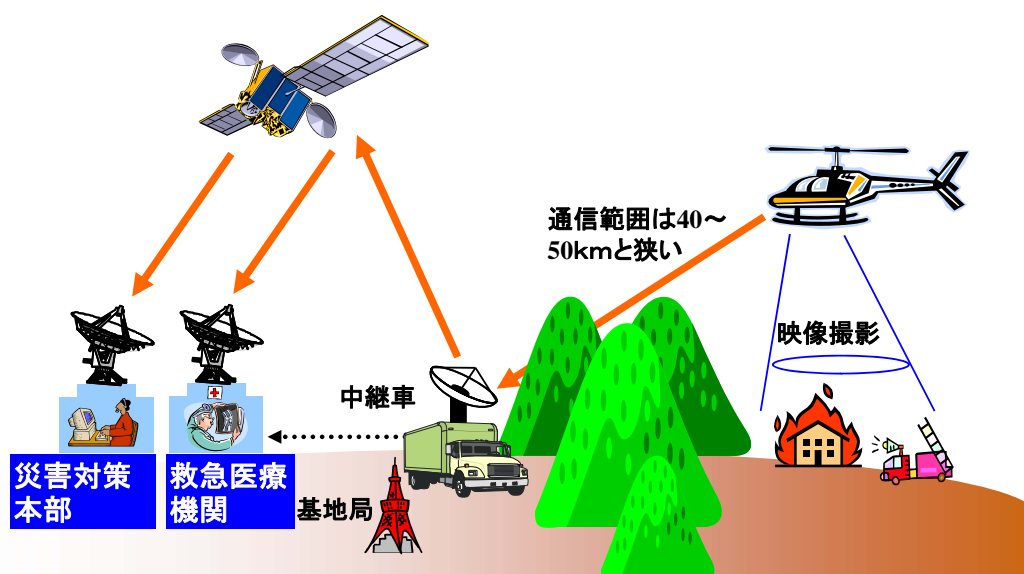 通信範囲は40～
50kmと狭い
映像撮影
中継車
災害対策
本部
救急医療
機関
基地局